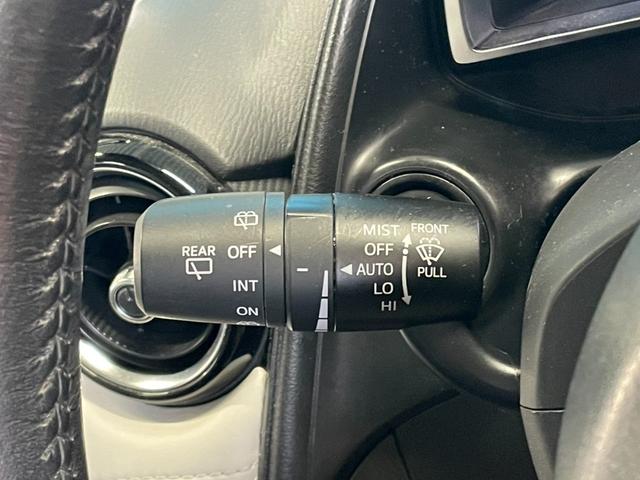 REAR
OFF
INT
ON
MIST
OFF
AUTO
LO
HI
FRONT
PULL